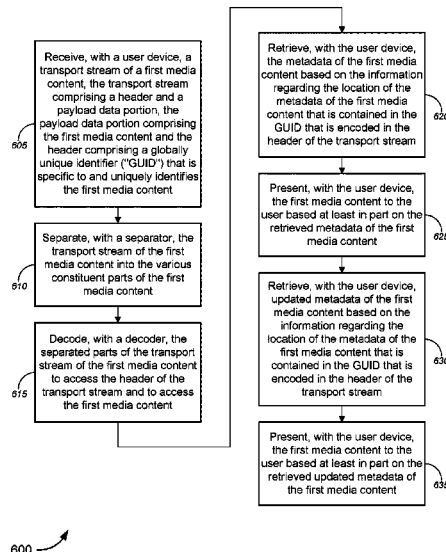 Receive, with a user device, a
transport stream of a first media
content, the transport stream
comprising a header and a
payload data portion, the
payload data portion comprising
the first media content and the
header comprising a globally
unique identifier ("GUID") that is
specific to and uniquely identifies
the first media content
605
Separate, with a separator, the
transport stream of the first
media content into the various
constituent parts of the first
media content
610
Decode, with a decoder, the
separated parts of the transport
stream of the first media content
to access the header of the
transport stream and to access
the first media content
615
Retrieve, with the user device,
the metadata of the first media
content based on the information
regarding the location of the
metadata of the first media
content that is contained in the
GUID that is encoded in the
header of the transport stream
620
Present, with the user device,
the first media content to the
user based at least in part on the
retrieved metadata of the first
media content
625
Retrieve, with the user device,
updated metadata of the first
media content based on the
information regarding the
location of the metadata of the
first media content that is
contained in the GUID that is
encoded in the header of the
transport stream
630
Present, with the user device,
the first media content to the
user based at least in part on the
retrieved updated metadata of
the first media content
635
600